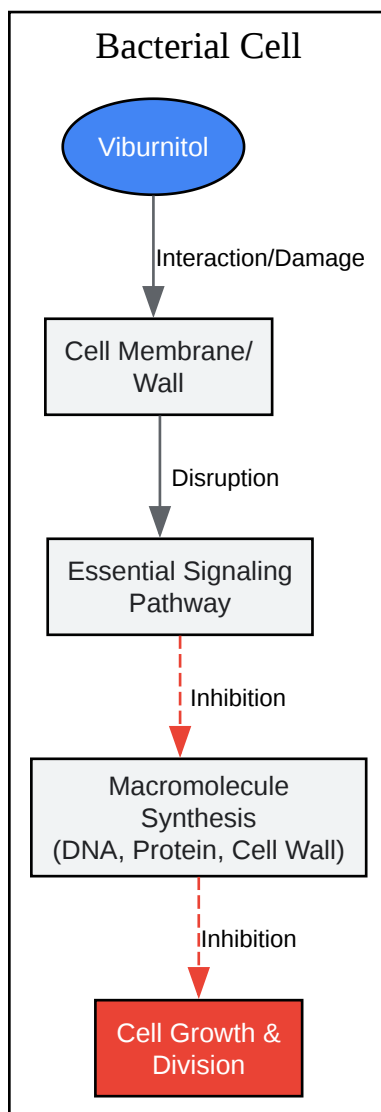 Bacterial Cell
Viburnitol
Interaction/Damage
Cell Membrane/
Wall
Disruption
Essential Signaling
Pathway
Inhibition
Macromolecule
Synthesis
(DNA, Protein, Cell Wall)
Inhibition
Cell Growth &
Division